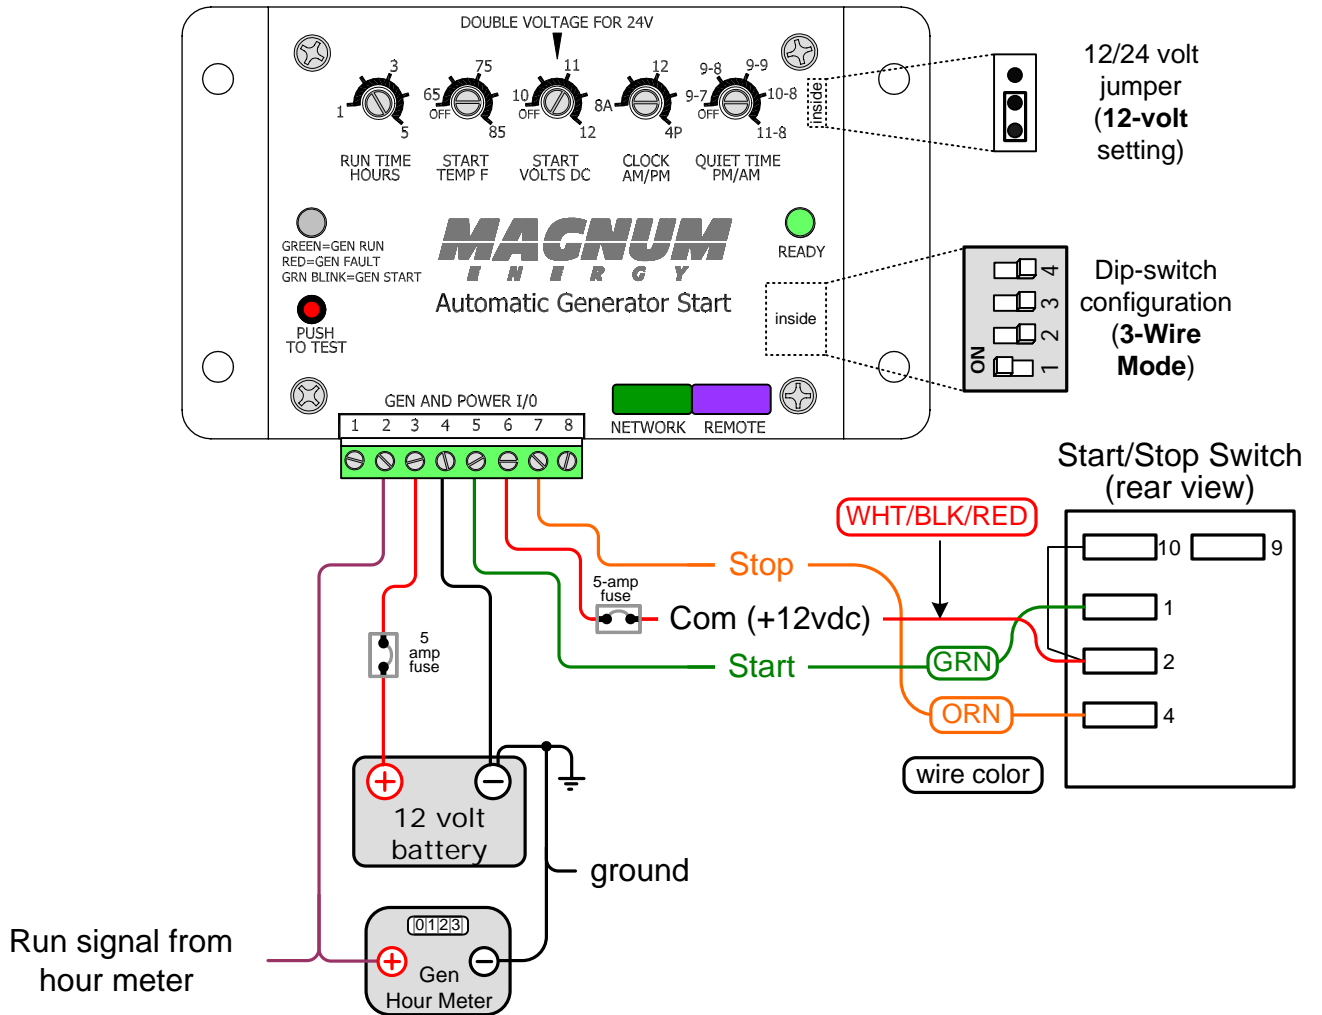 DOUBLE VOLTAGE FOR 24V
3
1
5
RUN TIME
HOURS
75
65
OFF
85
START
TEMP F
11
10
OFF
12
START
VOLTS DC
12
8A
4P
CLOCK
AM/PM
9-8
9-9
9-7
10-8
OFF
11-8
QUIET TIME
PM/AM
inside
12/24 volt
jumper
(12-volt
setting)
GREEN=GEN RUN
RED=GEN FAULT
GRN BLINK=GEN START
PUSH
TO TEST
MAGNUM
ENERGY
Automatic Generator Start
READY
inside
4
3
2
1
ON
Dip-switch
configuration
(3-Wire
Mode)
GEN AND POWER I/0
1 2 3 4 5 6 7 8
NETWORK
REMOTE
Start/Stop Switch
(rear view)
10
9
1
2
4
WHT/BLK/RED
Stop
5-amp
fuse
Com (+12vdc)
Start
GRN
ORN
wire color
5
amp
fuse
12 volt
battery
ground
0123
Gen
Hour Meter
Run signal from
hour meter